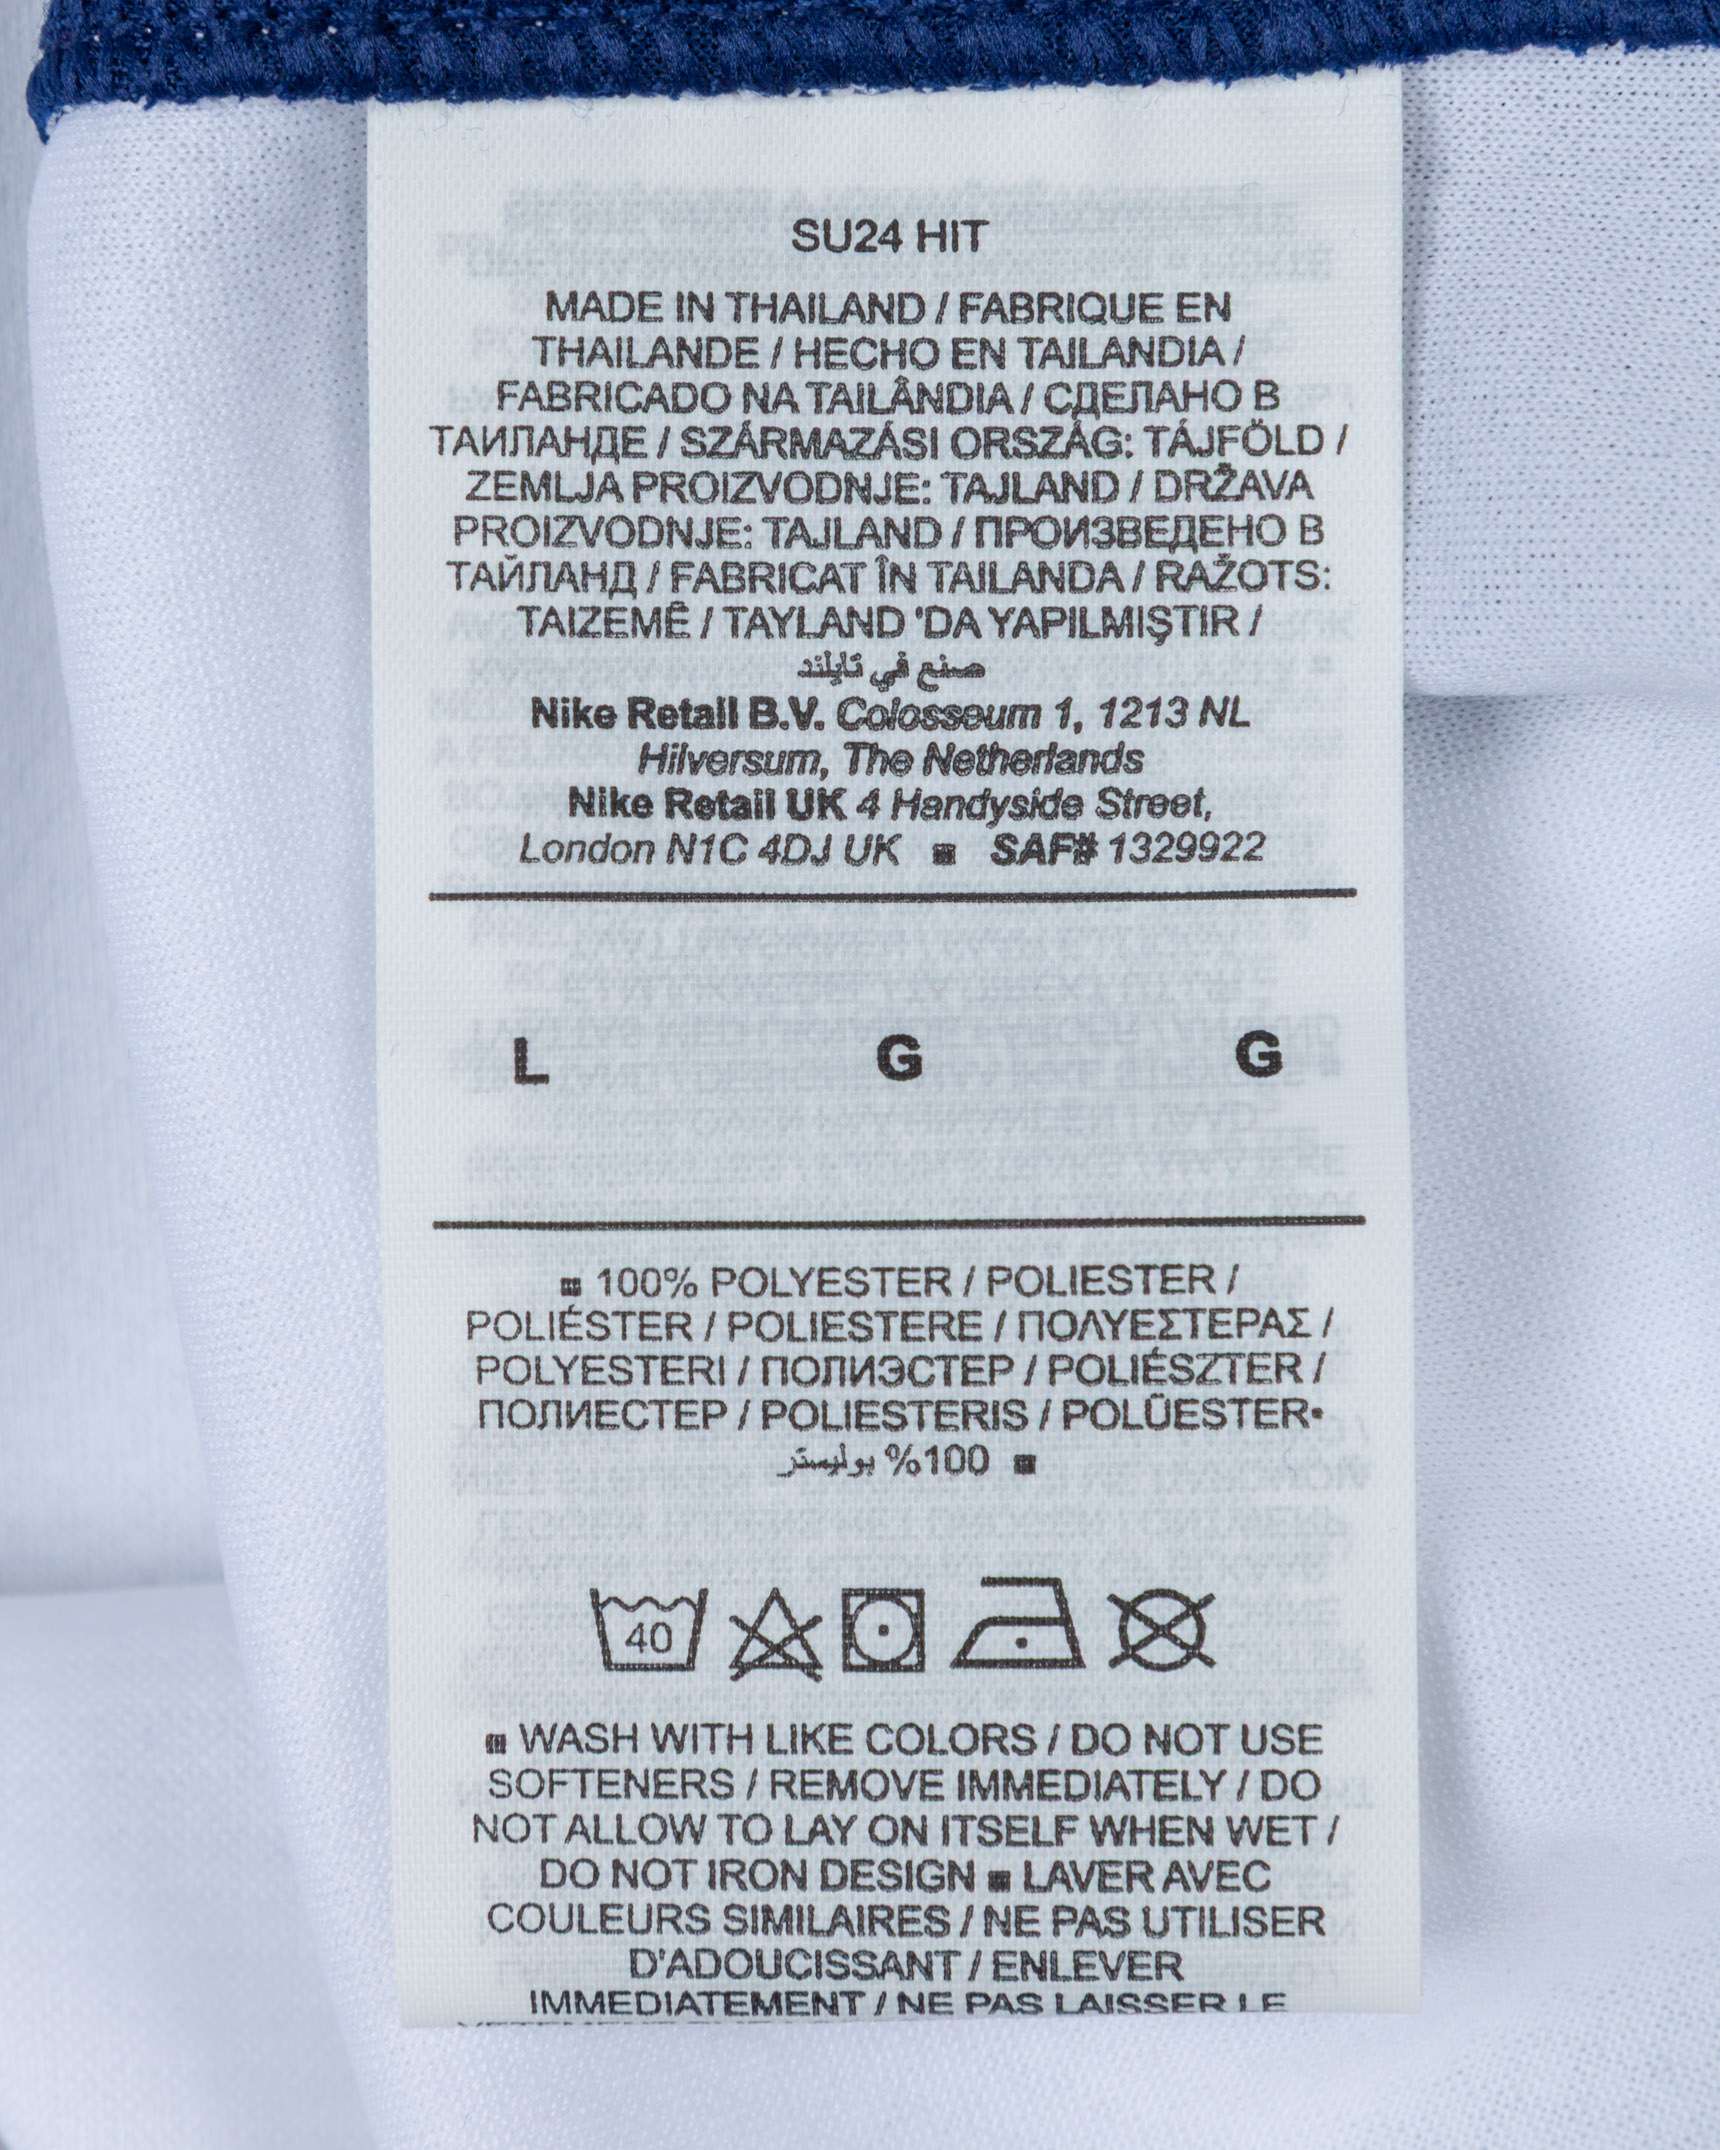 SU24 HIT
MADE IN THAILAND / FABRIQUE EN
THAILANDE / HECHO EN TAILANDIA /
FABRICADO NA TAILÂNDIA / СДЕЛАНО В
ТАИЛАНДЕ / SZÁRMAZÁSI ORSZÁG: TÁJFÖLD /
ZEMLJA PROIZVODNJE: TAJLAND / DRŽAVA
PROIZVODNJE: TAJLAND / ПРОИЗВЕДЕНО В
ТАЙЛАНД / FABRICAT ÎN TAILANDA / RAŽOTS:
TAIZEMĒ / TAYLAND 'DA YAPILMIŞTIR /
صنع في تايلند
Nike Retail B.V. Colosseum 1, 1213 NL
Hilversum, The Netherlands
Nike Retail UK 4 Handyside Street,
London N1C 4DJ UK SAF# 1329922
L G G
100% POLYESTER / POLIESTER /
POLIÉSTER / POLIESTERE / ΠΟΛΥΕΣΤΕΡΑΣ /
POLYESTERI / ПОЛИЭСТЕР / POLIÉSZTER /
ПОЛИЕСТЕР / POLIESTERIS / POLÜESTER•
100% بوليستر
40
WASH WITH LIKE COLORS / DO NOT USE
SOFTENERS / REMOVE IMMEDIATELY / DO
NOT ALLOW TO LAY ON ITSELF WHEN WET /
DO NOT IRON DESIGN ■ LAVER AVEC
COULEURS SIMILAIRES / NE PAS UTILISER
D'ADOUCISSANT / ENLEVER
IMMEDIATEMENT / NE PAS LAISSER LE